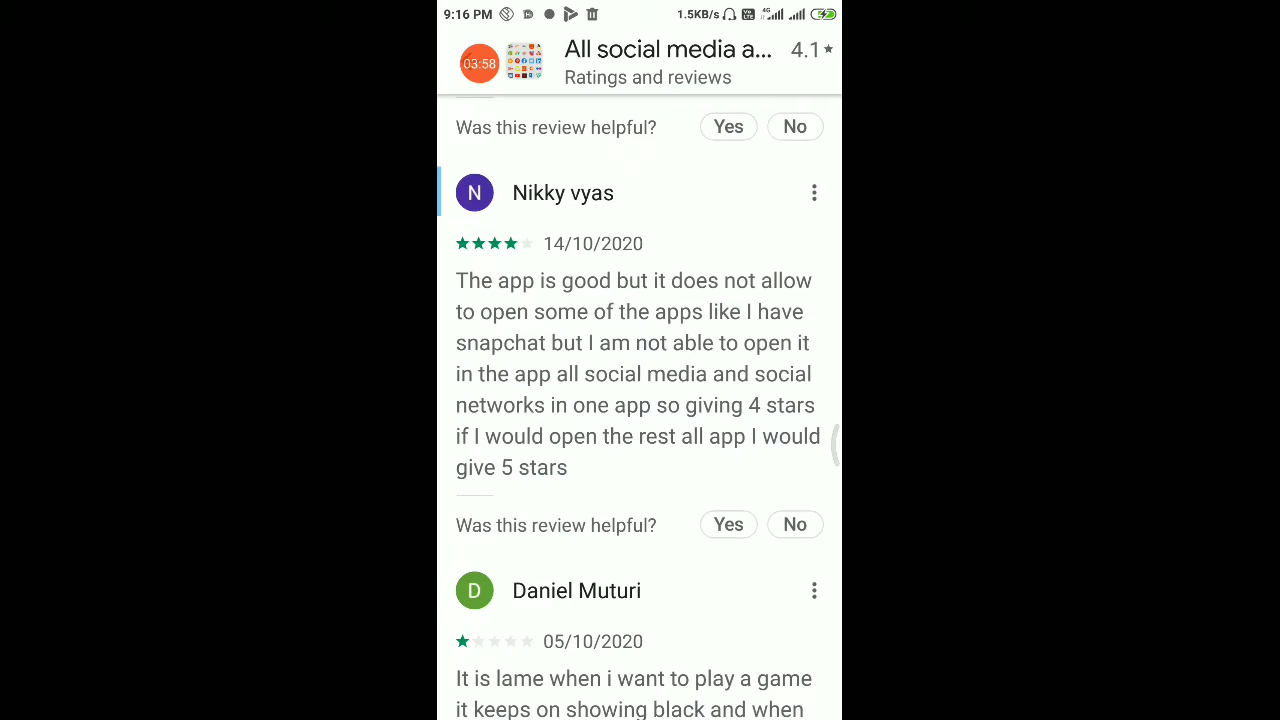 9:16 PM 1.5KB/s 4G
03:58 All social media a... 4.1★
Ratings and reviews
Was this review helpful? Yes No
N Nikky vyas
14/10/2020
The app is good but it does not allow
to open some of the apps like I have
snapchat but I am not able to open it
in the app all social media and social
networks in one app so giving 4 stars
if I would open the rest all app I would
give 5 stars
Was this review helpful? Yes No
D Daniel Muturi
05/10/2020
It is lame when i want to play a game
it keeps on showing black and when